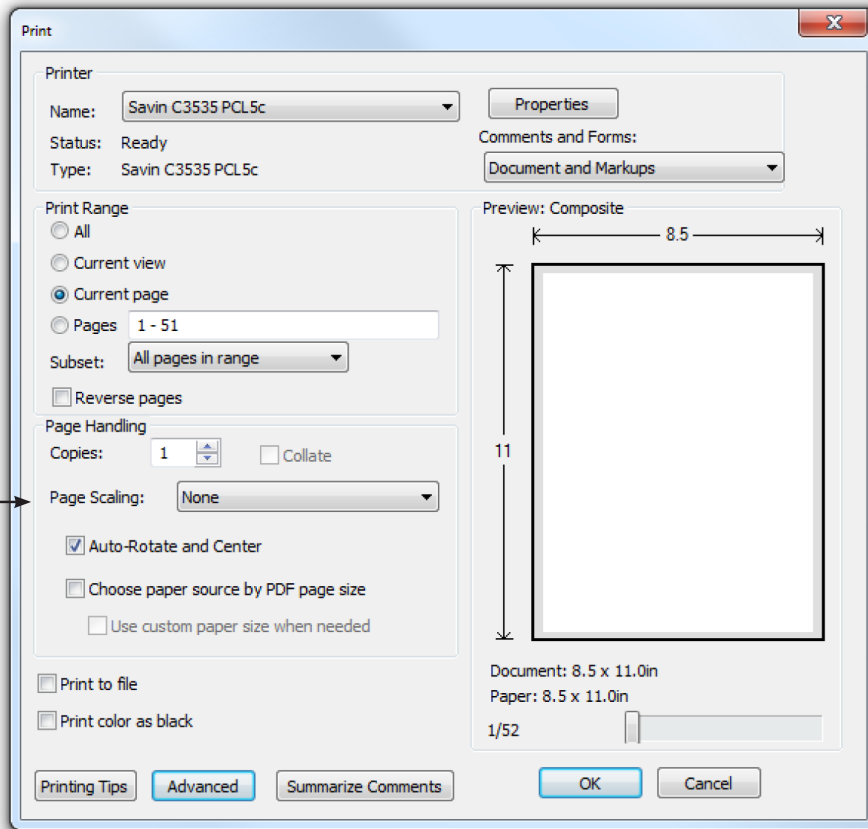 Print
Printer
Name: Savin C3535 PCL5c Properties
Status: Ready Comments and Forms:
Type: Savin C3535 PCL5c Document and Markups
Print Range
All
Current view
Current page
Pages 1 - 51
Subset: All pages in range
Reverse pages
Page Handling
Copies: 1 Collate
Page Scaling: None
Auto-Rotate and Center
Choose paper source by PDF page size
Use custom paper size when needed
Print to file
Print color as black
Preview: Composite
8.5
11
Document: 8.5 x 11.0in
Paper: 8.5 x 11.0in
1/52
Printing Tips Advanced Summarize Comments OK Cancel